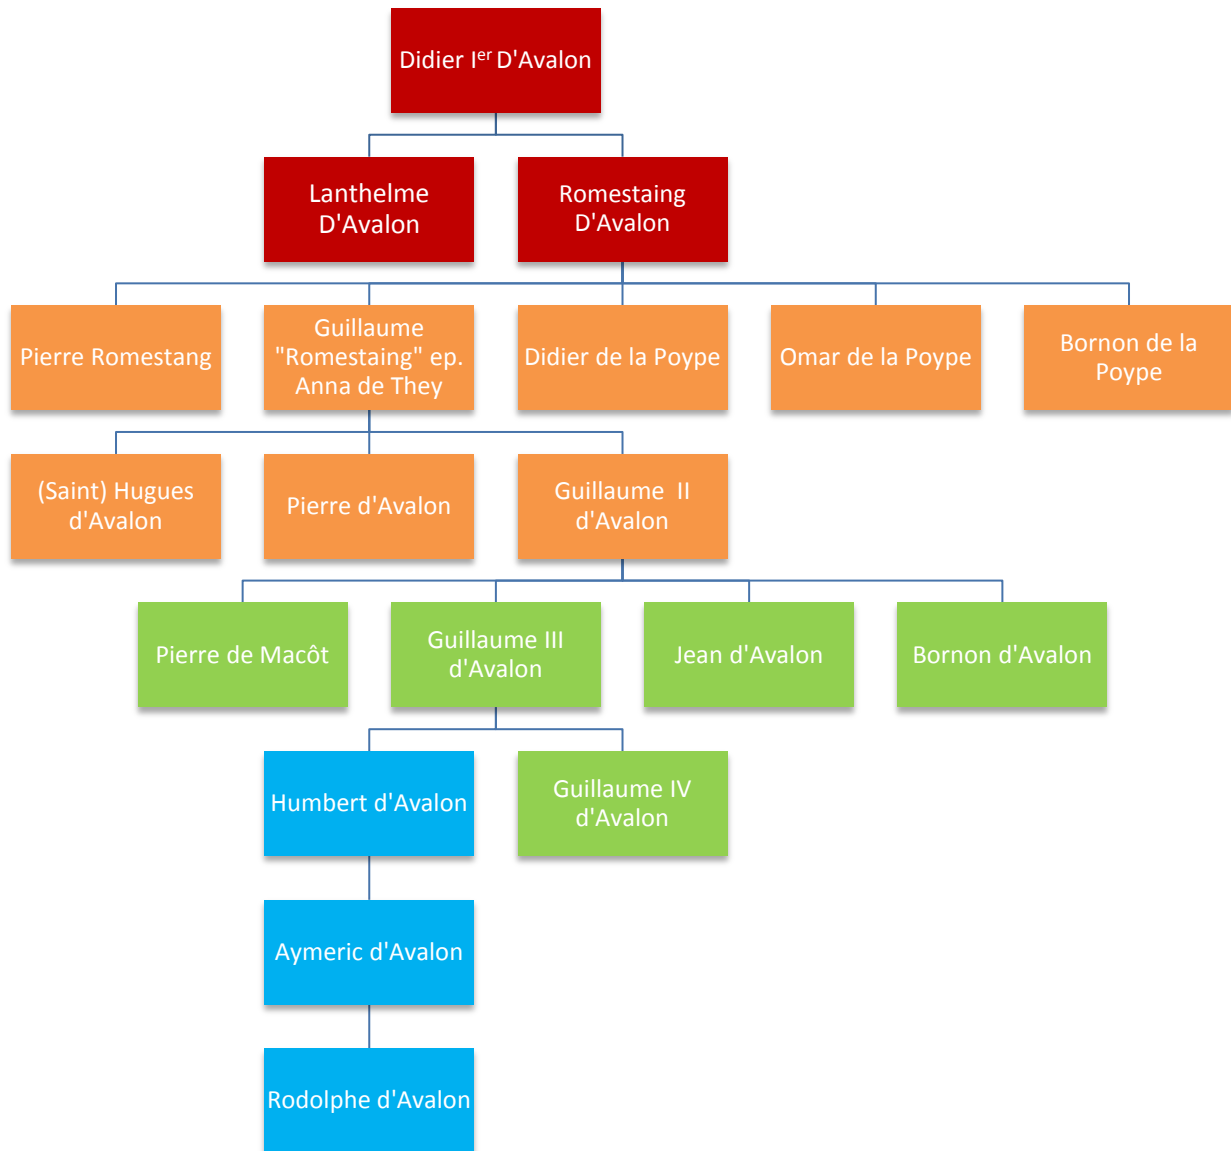 Didier Ier D'Avalon
Lanthelme
D'Avalon
Romestaing
D'Avalon
Pierre Romestang
Guillaume
"Romestaing" ep.
Anna de They
Didier de la Poype
Omar de la Poype
Bornon de la
Poype
(Saint) Hugues
d'Avalon
Pierre d'Avalon
Guillaume II
d'Avalon
Pierre de Macôt
Guillaume III
d'Avalon
Jean d'Avalon
Bornon d'Avalon
Humbert d'Avalon
Guillaume IV
d'Avalon
Aymeric d'Avalon
Rodolphe d'Avalon